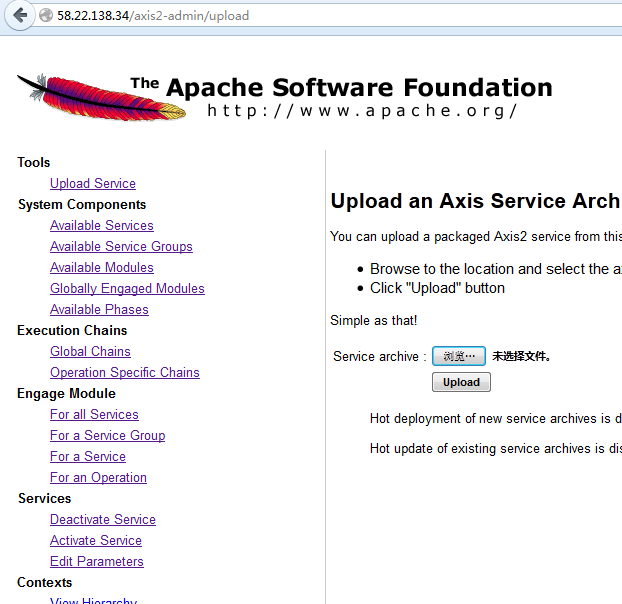 58.22.138.34/axis2-admin/upload
The Apache Software Foundation
http://www.apache.org/
Tools
Upload Service
System Components
Available Services
Available Service Groups
Available Modules
Globally Engaged Modules
Available Phases
Execution Chains
Global Chains
Operation Specific Chains
Engage Module
For all Services
For a Service Group
For a Service
For an Operation
Services
Deactivate Service
Activate Service
Edit Parameters
Contexts
View Hierarchy
Upload an Axis Service Arch
You can upload a packaged Axis2 service from this
Browse to the location and select the a
Click "Upload" button
Simple as that!
Service archive : 浏览… 未选择文件。
Upload
Hot deployment of new service archives is d
Hot update of existing service archives is dis